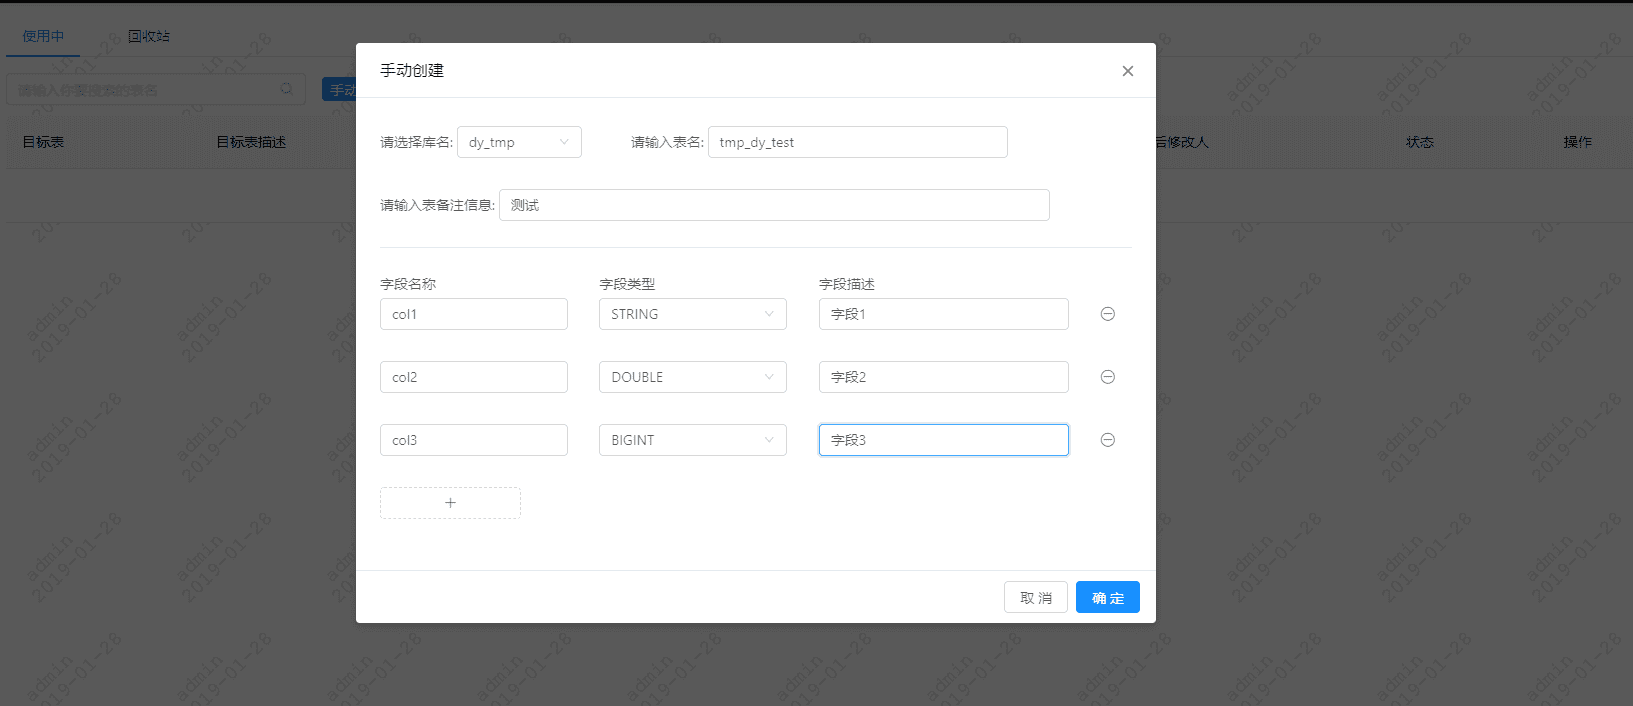 使用中 回收站
请输入你要搜索的表名 手动
目标表 目标表描述 后修改人 状态 操作
手动创建
请选择库名: dy_tmp 请输入表名: tmp_dy_test
请输入表备注信息: 测试
字段名称 字段类型 字段描述
col1 STRING 字段1
col2 DOUBLE 字段2
col3 BIGINT 字段3
+
取 消 确 定
admin
2019-01-28